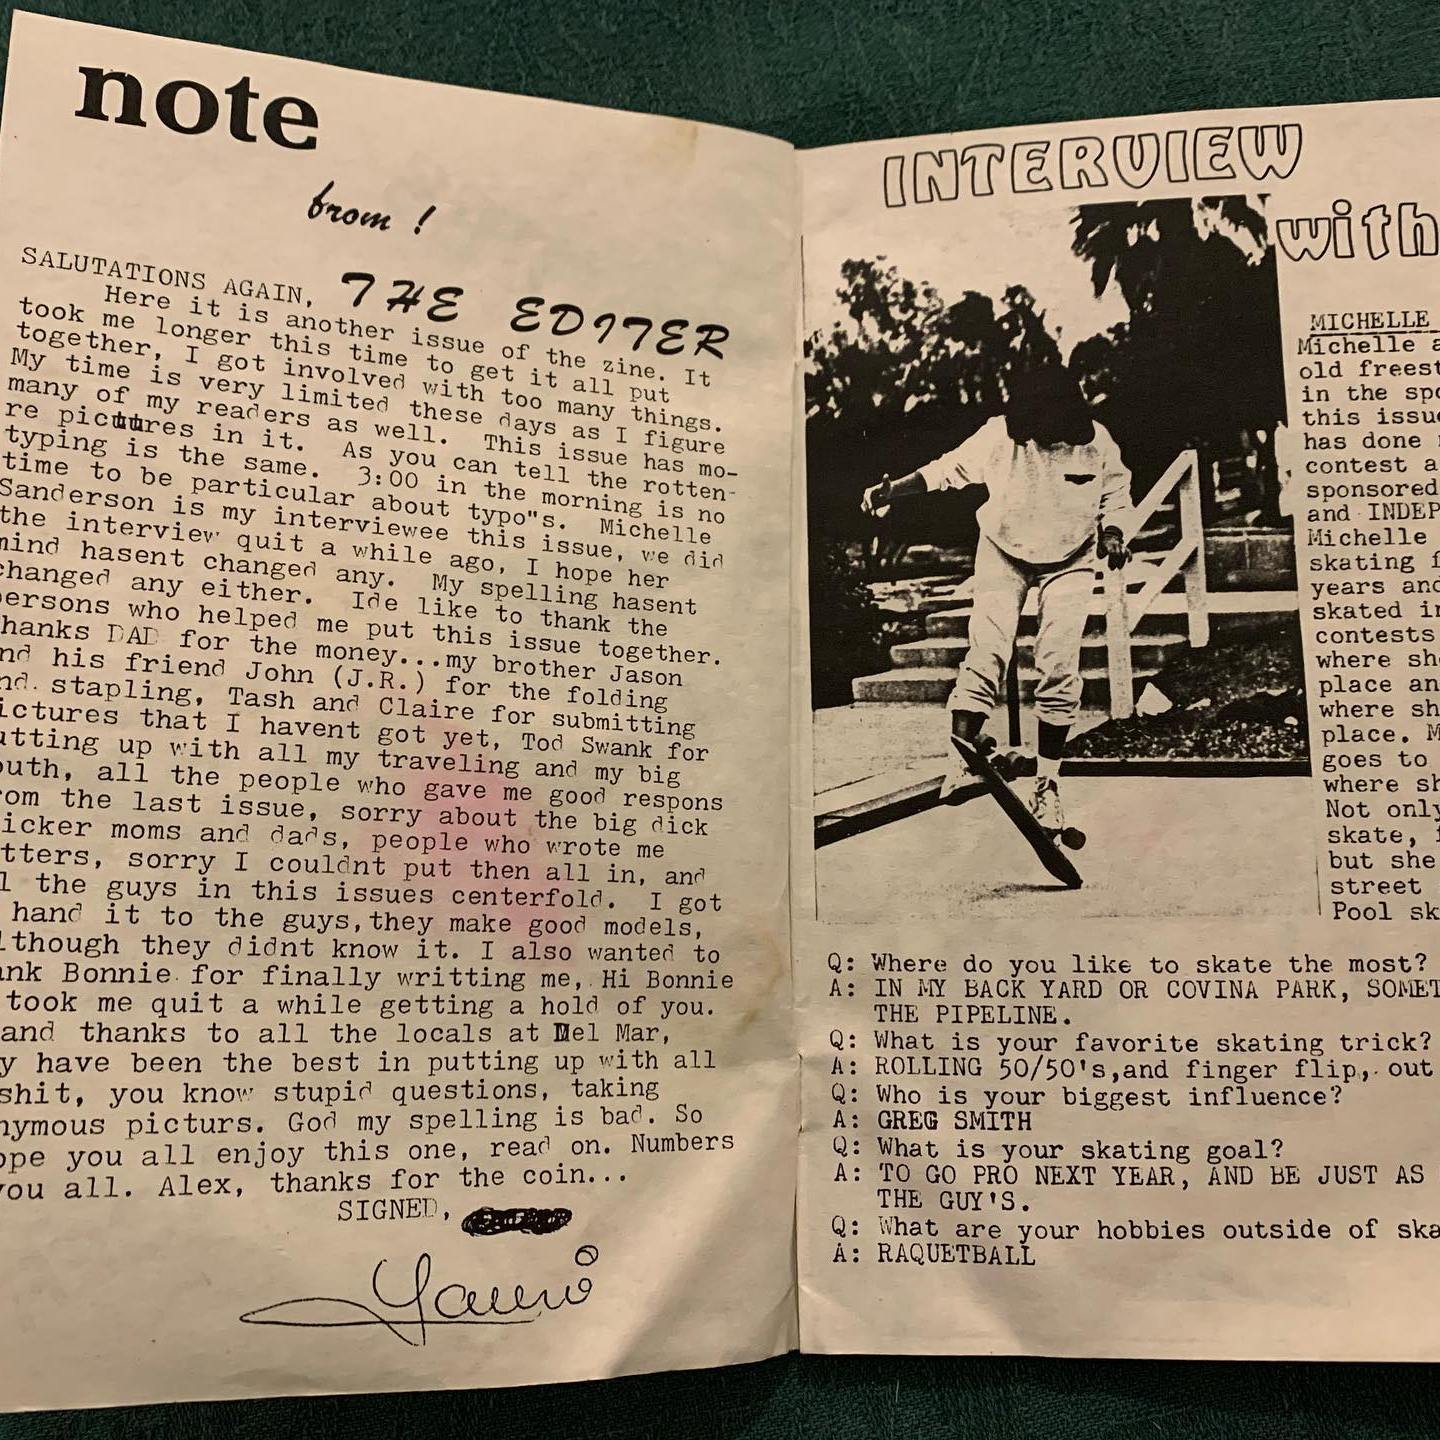 note
from!
THE EDITER
SALUTATIONS AGAIN,
Here it is another issue of the zine. It
took me longer this time to get it all put
together, I got involved with too many things.
My time is very limited these days as I figure
many of my readers as well. This issue has mo-
re pictures in it. As you can tell the rotten-
typing is the same. 3:00 in the morning is no
time to be particular about typo"s. Michelle
Sanderson is my interviewee this issue, we did
the interview quit a while ago, I hope her
mind hasent changed any. My spelling hasent
changed any either. Ide like to thank the
persons who helped me put this issue together.
hanks DAD for the money...my brother Jason
nd his friend John (J.R.) for the folding
nd. stapling, Tash and Claire for submitting
ictures that I havent got yet, Tod Swank for
utting up with all my traveling and my big
outh, all the people who gave me good respons
rom the last issue, sorry about the big dick
icker moms and dads, people who wrote me
tters, sorry I couldnt put then all in, and
l the guys in this issues centerfold. I got
hand it to the guys,they make good models,
lthough they didnt know it. I also wanted to
ank Bonnie for finally writting me, Hi Bonnie
took me quit a while getting a hold of you.
and thanks to all the locals at Del Mar,
y have been the best in putting up with all
shit, you know stupid questions, taking
nymous picturs. God my spelling is bad. So
ope you all enjoy this one, read on. Numbers
you all. Alex, thanks for the coin...
SIGNED,
INTERVIEW
with
MICHELLE
Michelle a
old freest
in the spo
this issue
has done
contest a
sponsored
and INDEP
Michelle
skating f
years and
skated in
contests
where she
place an
where sh
place. M
goes to
where sh
Not only
skate, i
but she
street
Pool sk
Q: Where do you like to skate the most?
A: IN MY BACK YARD OR COVINA PARK, SOMET
THE PIPELINE.
Q: What is your favorite skating trick?
A: ROLLING 50/50's,and finger flip,. out
Q: Who is your biggest influence?
A: GREG SMITH
Q: What is your skating goal?
A: TO GO PRO NEXT YEAR, AND BE JUST AS
THE GUY'S.
Q: What are your hobbies outside of ska
A: RAQUETBALL